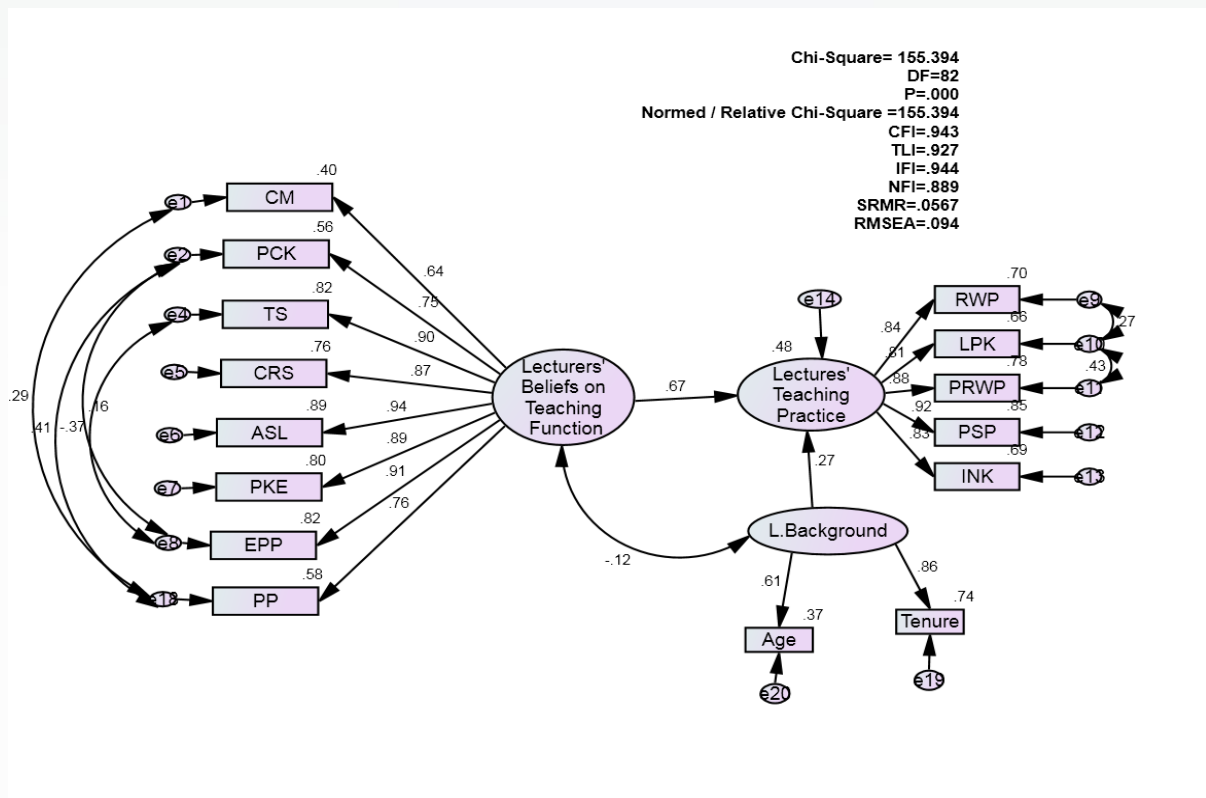 Chi-Square= 155.394
DF=82
P=.000
Normed / Relative Chi-Square =155.394
CFI=.943
TLI=.927
IFI=.944
NFI=.889
SRMR=.0567
RMSEA=.094
.40
e1
CM
.56
e2
PCK
.82
e4
TS
.76
e5
CRS
.89
e6
ASL
.80
e7
PKE
.82
e8
EPP
.58
e18
PP
.29
.41
-.37
.16
.64
.75
.90
.87
.94
.89
.91
.76
Lecturers'
Beliefs on
Teaching
Function
.67
e14
.48
Lectures'
Teaching
Practice
.84
.81
.88
.92
.83
.70
RWP
e9
.66
LPK
e10
.78
PRWP
.85
PSP
e12
.69
INK
e13
.27
.43
.27
L.Background
-.12
.61
.86
.37
Age
e20
.74
Tenure
e19